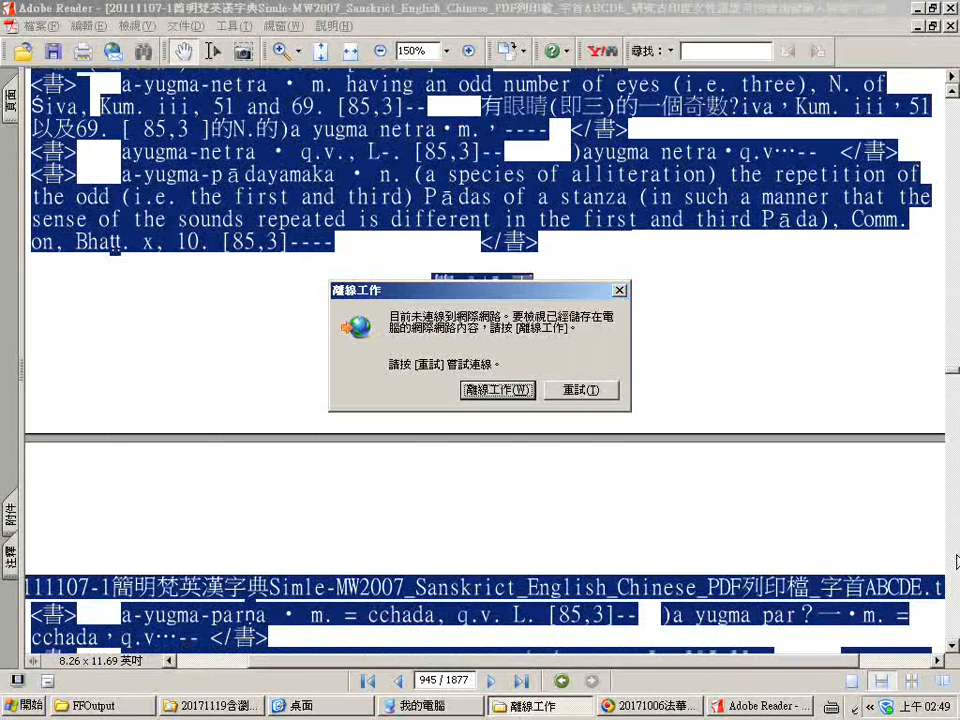 Adobe Reader - [20111107-1簡明梵英漢字典Simle-MW2007_Sanskrict_English_Chinese_PDF列印檔_字首ABCDE_
檔案(F) 編輯(E) 檢視(V) 文件(D) 工具(T) 視窗(W) 說明(H)
150% 尋找:
頁面
<書> a-yugma-netra · m. having an odd number of eyes (i.e. three), N. of
Śiva, Kum. iii, 51 and 69. [85,3]-- 有眼睛(即三)的一個奇數?iva，Kum. iii，51
以及69. [ 85,3 ]的N.的)a yugma netra·m.，---- </書>
<書> ayugma-netra · q.v., L-. [85,3]-- )ayugma netra·q.v…-- </書>
<書> a-yugma-pādayamaka · n. (a species of alliteration) the repetition of
the odd (i.e. the first and third) Pādas of a stanza (in such a manner that the
sense of the sounds repeated is different in the first and third Pāda), Comm.
on, Bhaṭṭ. x, 10. [85,3]---- </書>
離線工作
目前未連線到網際網路。要檢視已經儲存在電
腦的網際網路內容，請按 [離線工作]。
請按 [重試] 嘗試連線。
離線工作(W) 重試(T)
附件
註釋
111107-1簡明梵英漢字典Simle-MW2007_Sanskrict_English_Chinese_PDF列印檔_字首ABCDE.t
<書> a-yugma-parṇa · m. = cchada, q.v. L. [85,3]-- )a yugma par？一·m. =
cchada，q.v…-- </書>
8.26 x 11.69 英吋
945 / 1877
開始 FFOutput 20171119含瀏... 桌面 我的電腦 離線工作 20171006法華... Adobe Reader - ... 上午 02:49